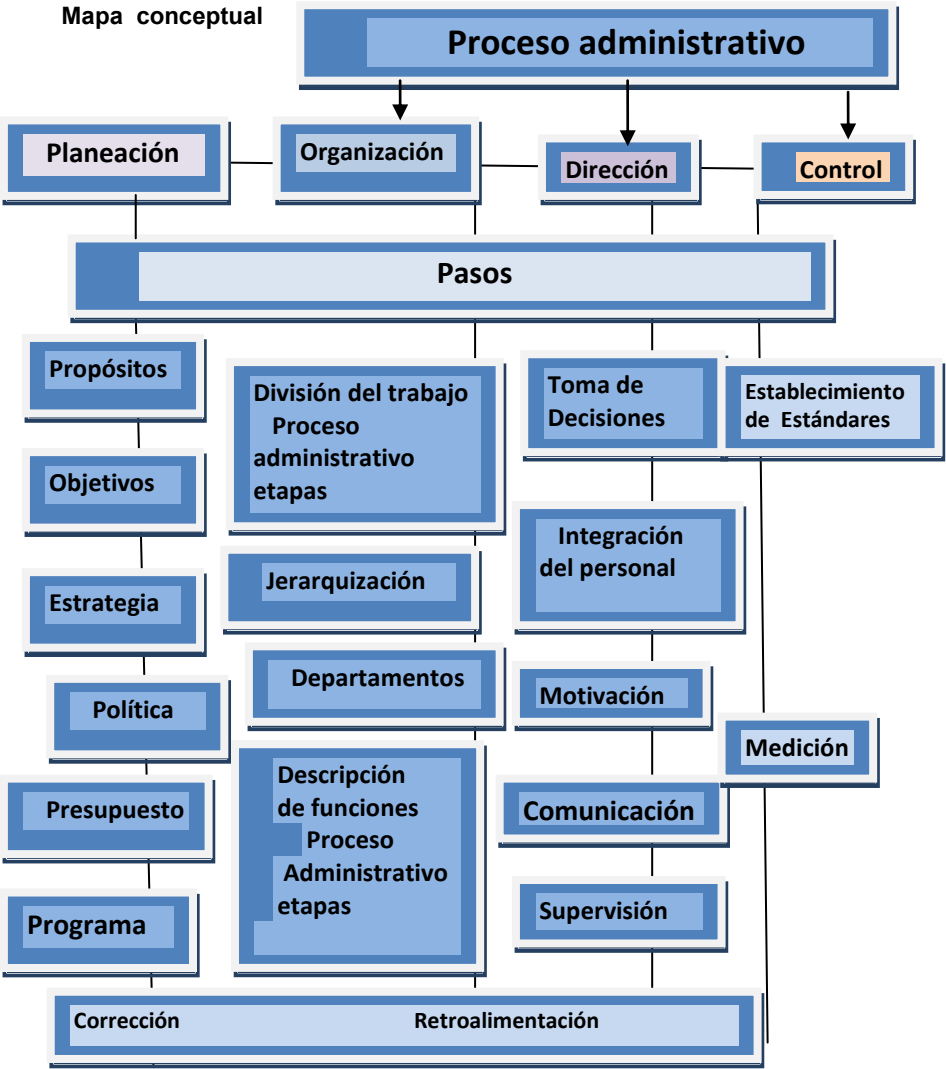 Mapa conceptual
Proceso administrativo
Planeación
Organización
Dirección
Control
Pasos
Propósitos
Objetivos
Estrategia
Política
Presupuesto
Programa
División del trabajo
Proceso
administrativo
etapas
Jerarquización
Departamentos
Descripción
de funciones
Proceso
Administrativo
etapas
Toma de
Decisiones
Integración
del personal
Motivación
Comunicación
Supervisión
Establecimiento
de Estándares
Medición
Corrección
Retroalimentación